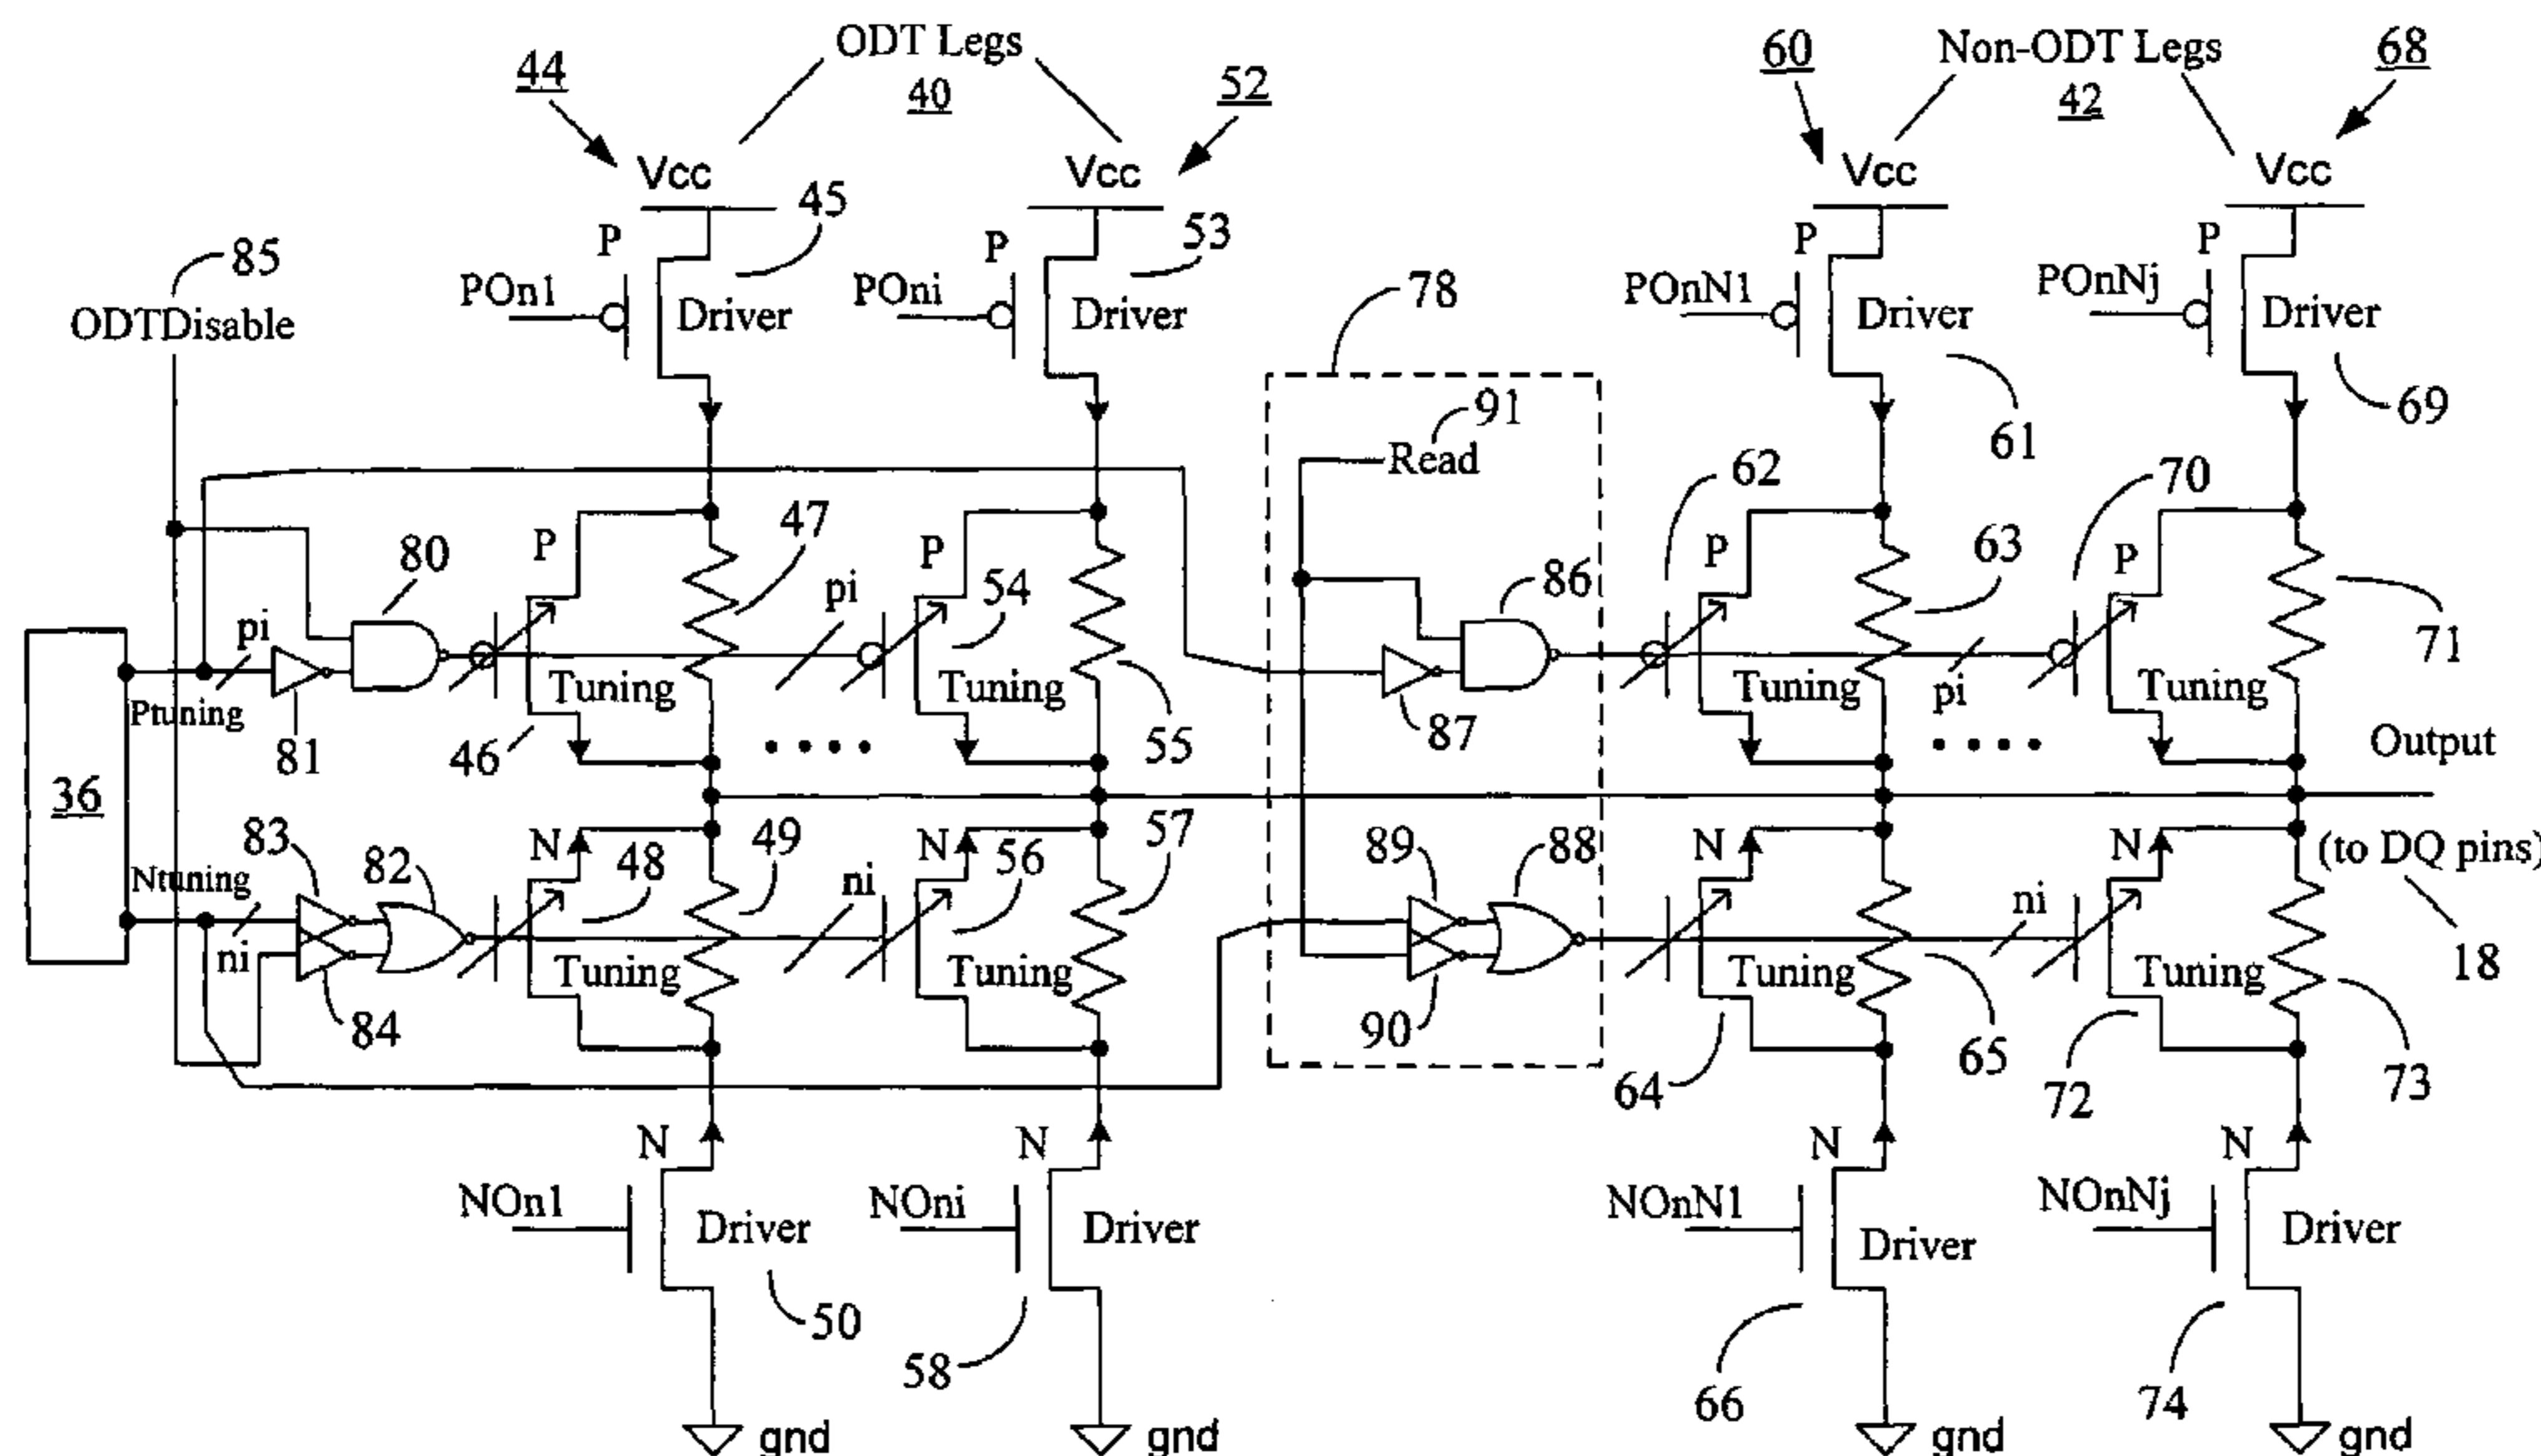 ODT Legs
40
44
52
60
Non-ODT Legs
42
68
Vcc
Vcc
Vcc
Vcc
85
ODTDisable
P
45
POn1
Driver
P
53
POni
Driver
P
POnN1
Driver
61
P
POnNj
Driver
69
78
91
Read
62
70
P
47
80
pi
P
54
86
P
63
P
71
pi
Tuning
Tuning
Tuning
pi
Tuning
Ptuning
81
46
55
87
Output
36
83
82
N
48
49
ni
N
56
57
89
88
N
N
(to DQ pins)
Ntuning
ni
ni
18
Tuning
Tuning
Tuning
Tuning
84
90
64
65
72
73
N
NOn1
Driver
50
N
NOni
Driver
58
N
NOnN1
Driver
66
N
NOnNj
Driver
74
gnd
gnd
gnd
gnd